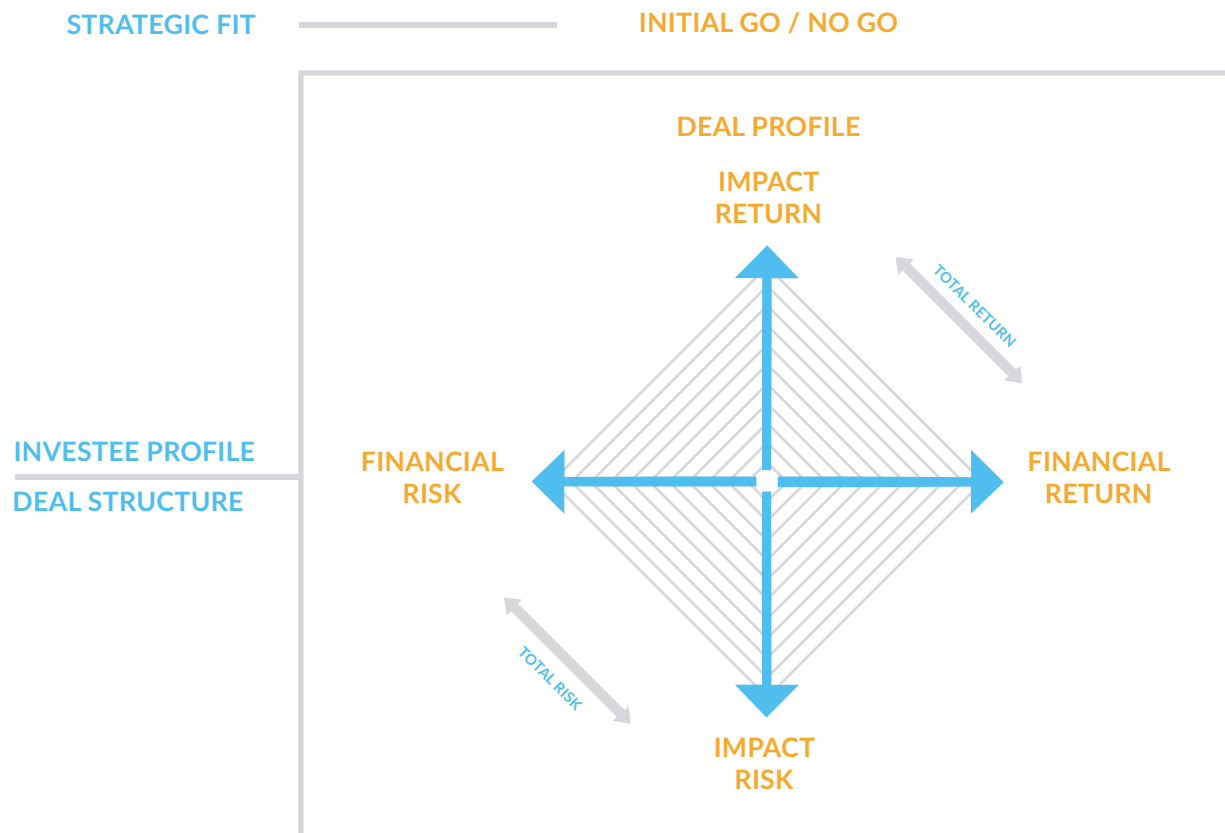 STRATEGIC FIT
INITIAL GO / NO GO
DEAL PROFILE
IMPACT
RETURN
TOTAL RETURN
INVESTEE PROFILE
DEAL STRUCTURE
FINANCIAL
RISK
FINANCIAL
RETURN
TOTAL RISK
IMPACT
RISK